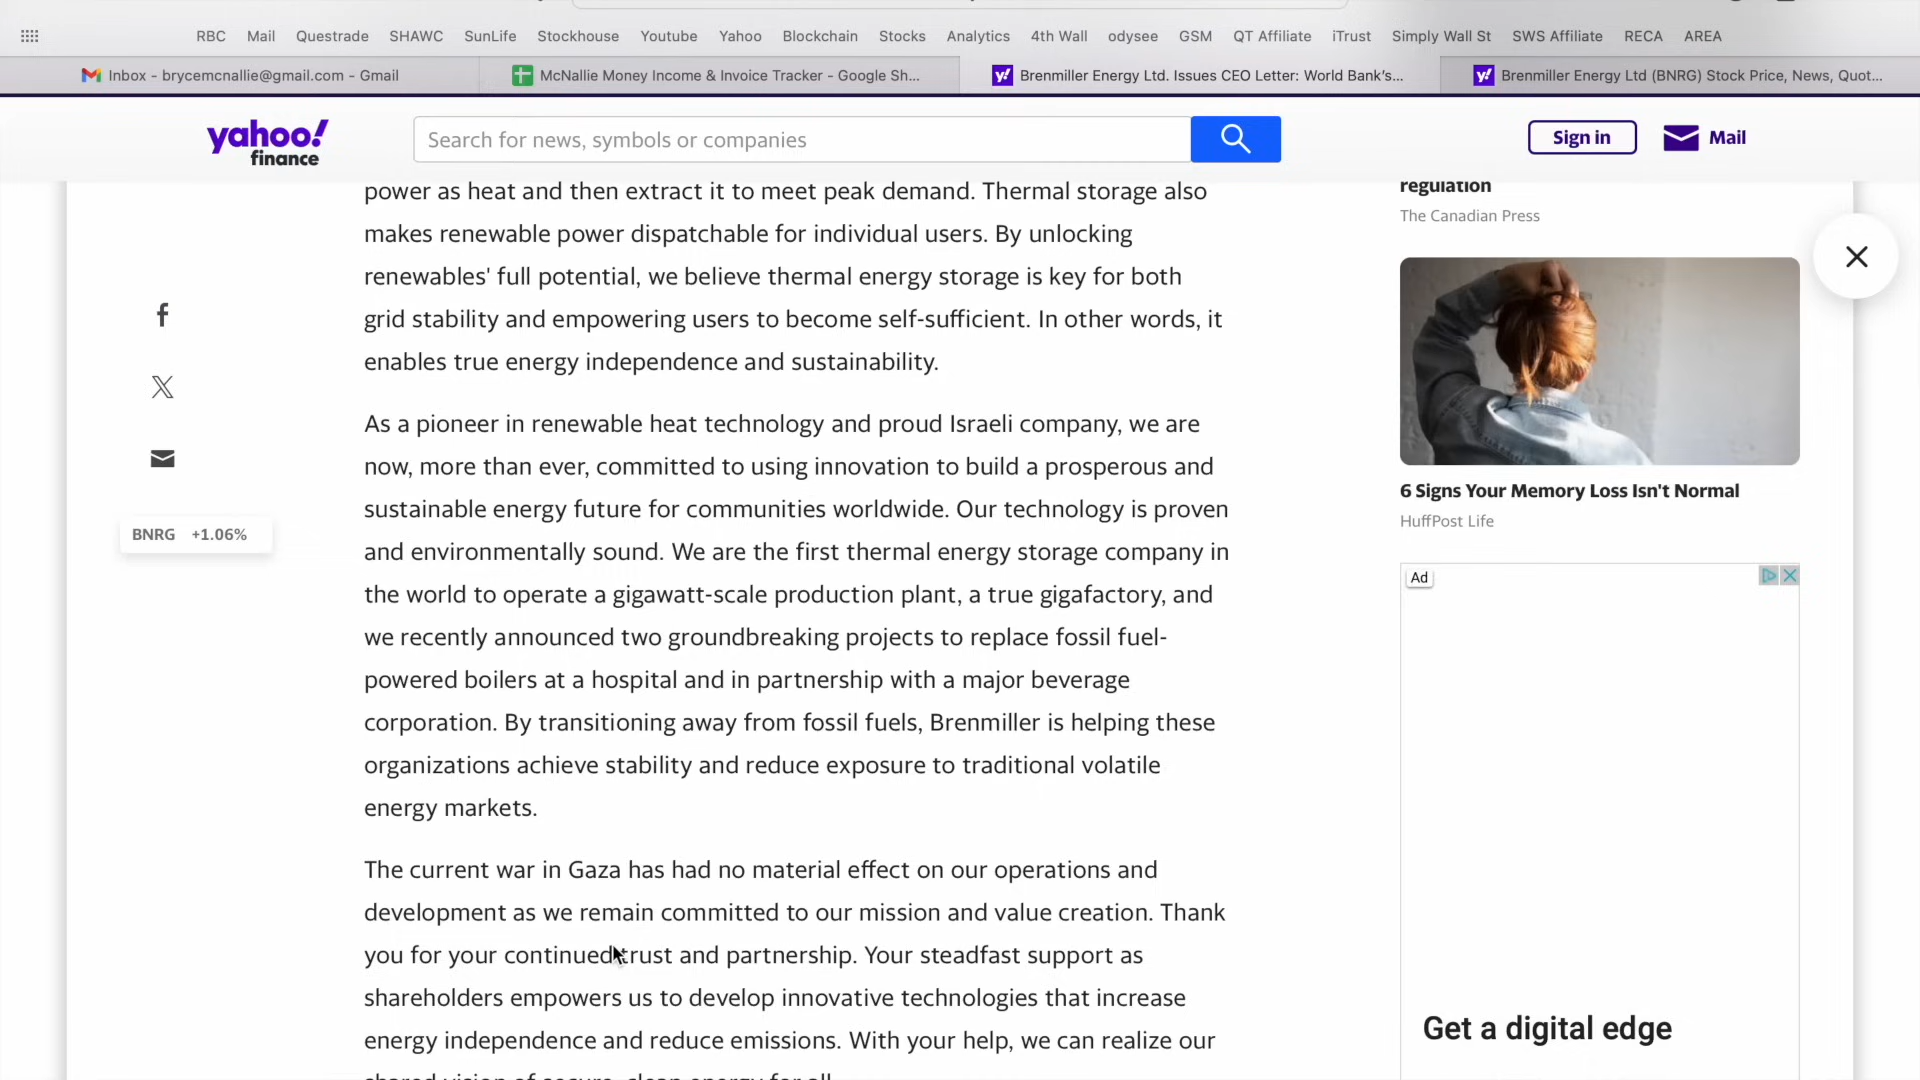 RBC Mail Questrade SHAWC SunLife Stockhouse Youtube Yahoo Blockchain Stocks Analytics 4th Wall odysee GSM QT Affiliate iTrust Simply Wall St SWS Affiliate RECA AREA
Inbox - brycemcnallie@gmail.com - Gmail
McNallie Money Income & Invoice Tracker - Google Sh...
Brenmiller Energy Ltd. Issues CEO Letter: World Bank's...
Brenmiller Energy Ltd (BNRG) Stock Price, News, Quot...
yahoo!
finance
Search for news, symbols or companies
Sign in
Mail
power as heat and then extract it to meet peak demand. Thermal storage also
makes renewable power dispatchable for individual users. By unlocking
renewables' full potential, we believe thermal energy storage is key for both
grid stability and empowering users to become self-sufficient. In other words, it
enables true energy independence and sustainability.
As a pioneer in renewable heat technology and proud Israeli company, we are
now, more than ever, committed to using innovation to build a prosperous and
sustainable energy future for communities worldwide. Our technology is proven
and environmentally sound. We are the first thermal energy storage company in
the world to operate a gigawatt-scale production plant, a true gigafactory, and
we recently announced two groundbreaking projects to replace fossil fuel-
powered boilers at a hospital and in partnership with a major beverage
corporation. By transitioning away from fossil fuels, Brenmiller is helping these
organizations achieve stability and reduce exposure to traditional volatile
energy markets.
The current war in Gaza has had no material effect on our operations and
development as we remain committed to our mission and value creation. Thank
you for your continued trust and partnership. Your steadfast support as
shareholders empowers us to develop innovative technologies that increase
energy independence and reduce emissions. With your help, we can realize our
shared vision of secure, clean energy for all.
BNRG +1.06%
regulation
The Canadian Press
6 Signs Your Memory Loss Isn't Normal
HuffPost Life
Ad
Get a digital edge